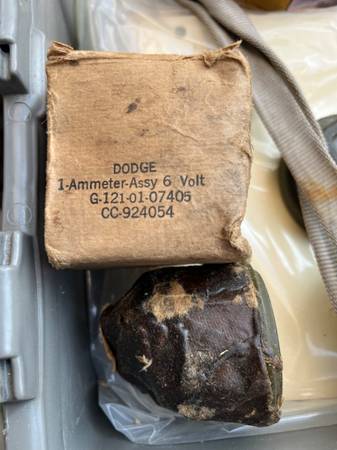 DODGE
1-Ammeter-Assy 6 Volt
G-121-01-07405
CC-924054